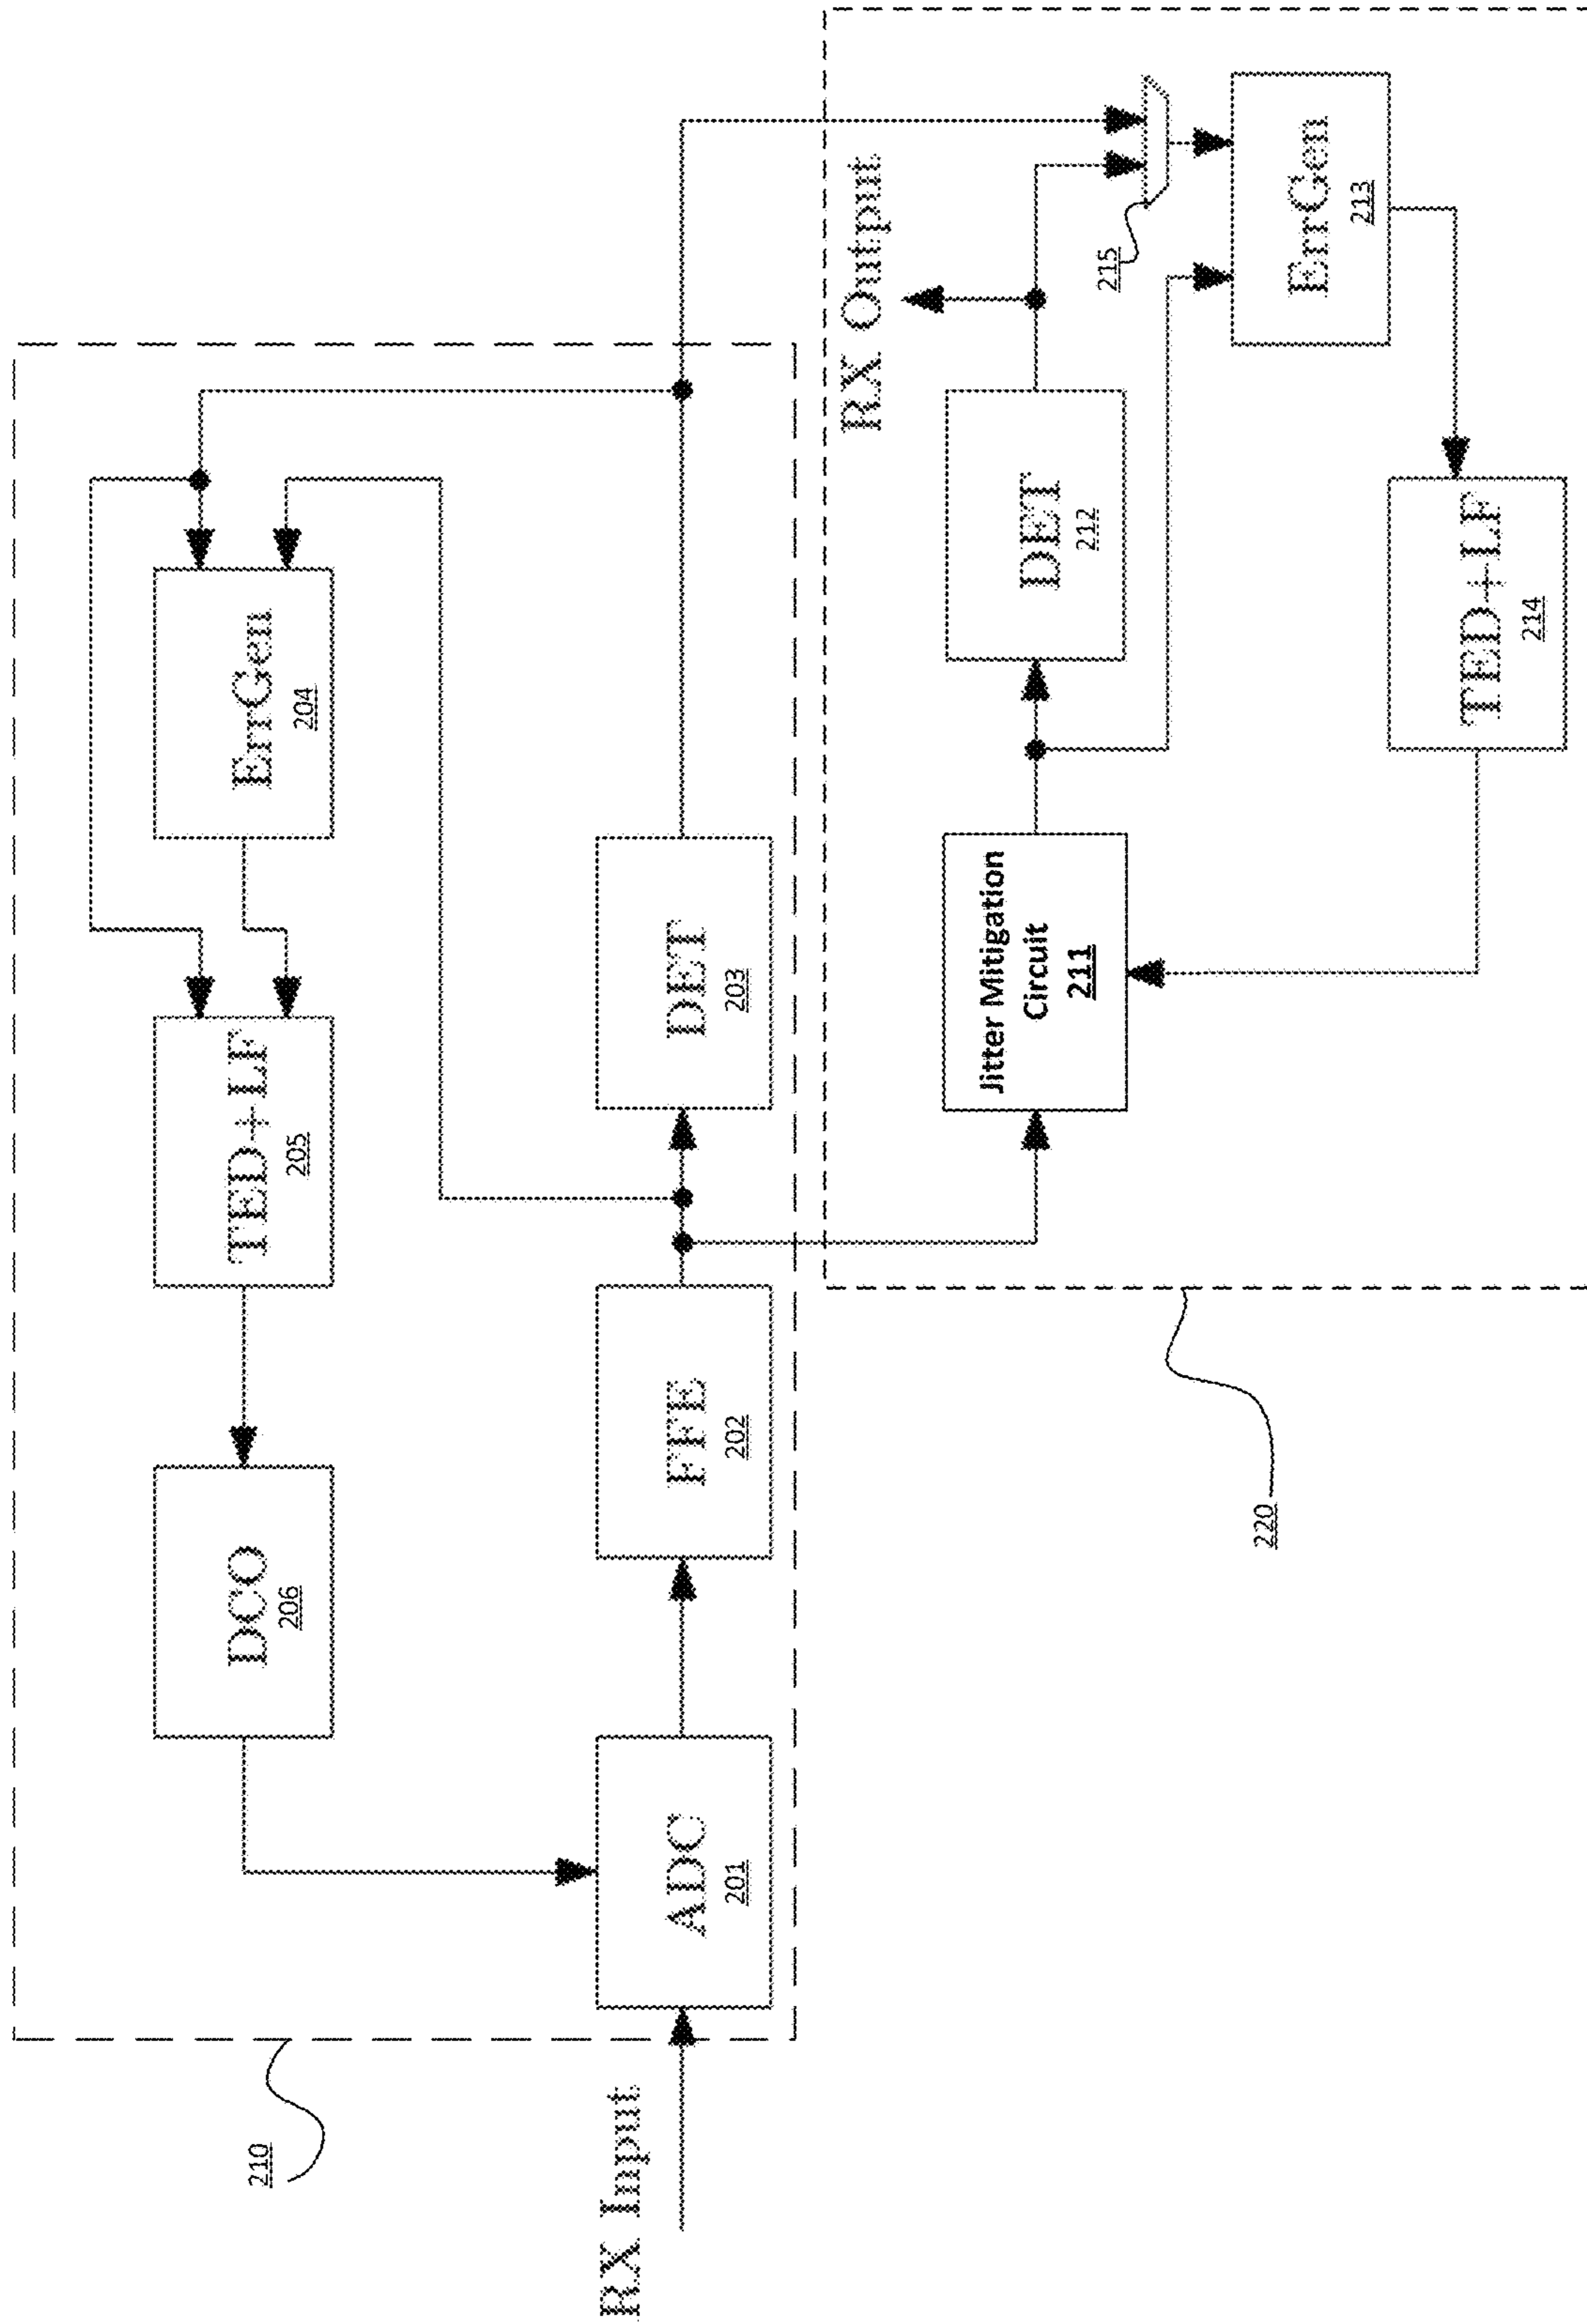 210
DCO
206
TED+LF
205
ErrGen
204
RX Input
ADC
201
FFE
202
DET
203
RX Output
220
Jitter Mitigation
Circuit
211
DET
212
215
ErrGen
213
TED+LF
214